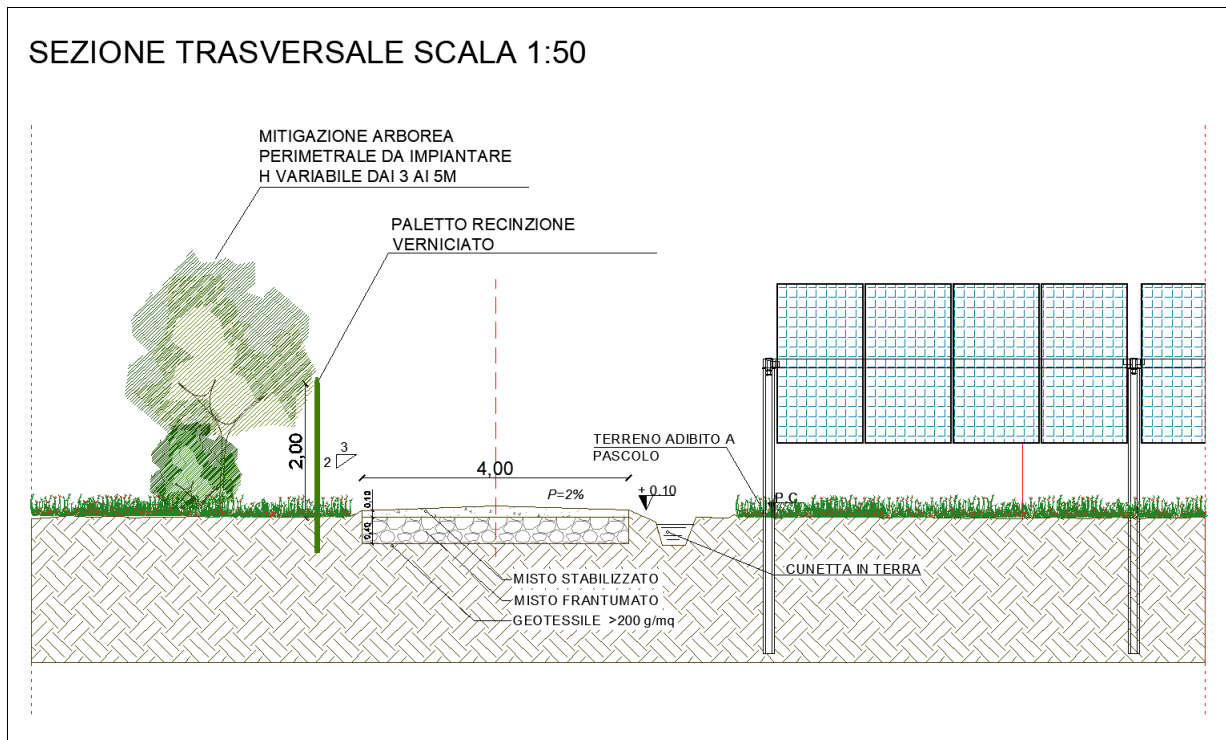 SEZIONE TRASVERSALE SCALA 1:50
MITIGAZIONE ARBOREA
PERIMETRALE DA IMPIANTARE
H VARIABILE DAI 3 AI 5M
PALETTO RECINZIONE
VERNICIATO
2,00
3
2
4,00
P=2%
+ 0.10
0.10
0.40
TERRENO ADIBITO A
PASCOLO
P.C.
CUNETTA IN TERRA
MISTO STABILIZZATO
MISTO FRANTUMATO
GEOTESSILE >200 g/mq